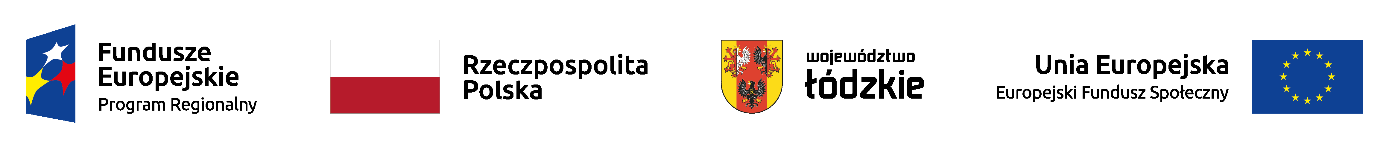 Fundusze
Europejskie
Program Regionalny
Rzeczpospolita
Polska
województwo
łódzkie
Unia Europejska
Europejski Fundusz Społeczny